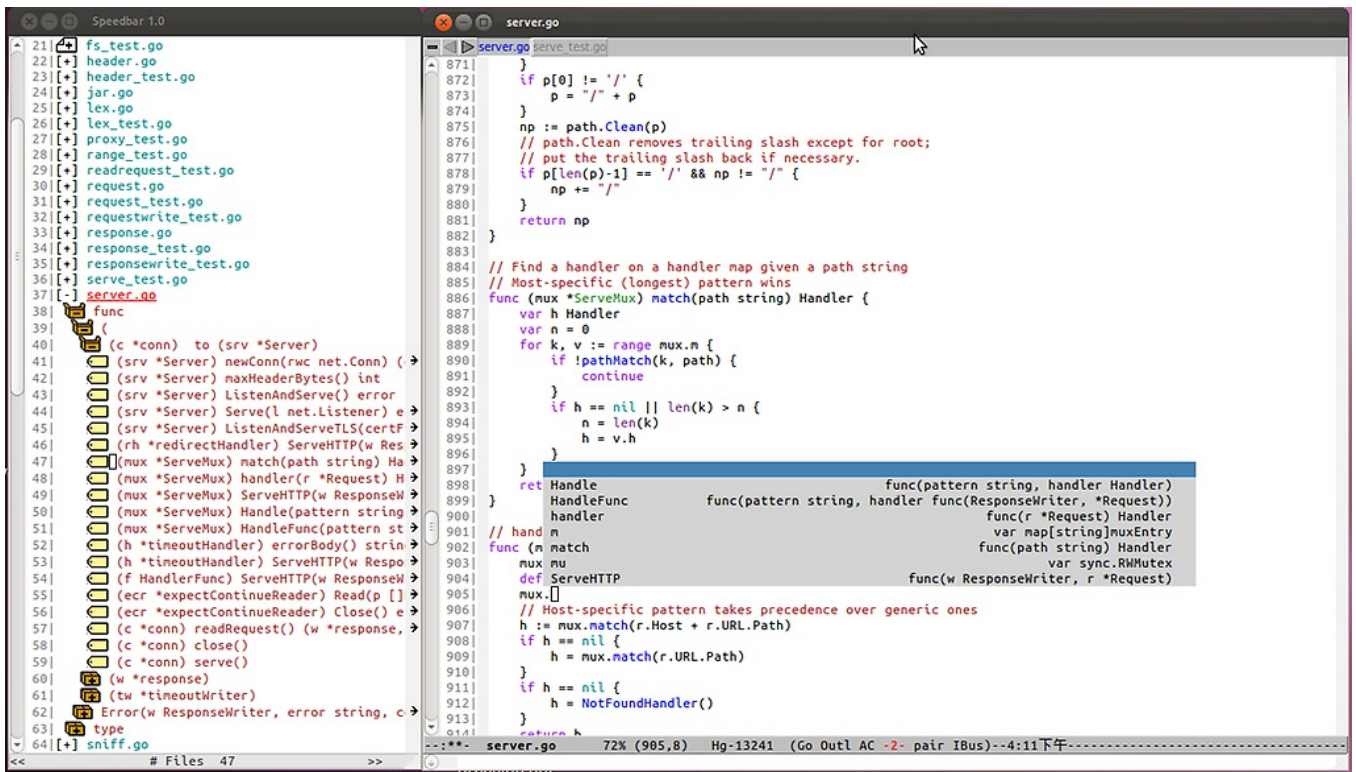 Speedbar 1.0
21|[+] fs_test.go
22|[+] header.go
23|[+] header_test.go
24|[+] jar.go
25|[+] lex.go
26|[+] lex_test.go
27|[+] proxy_test.go
28|[+] range_test.go
29|[+] readrequest_test.go
30|[+] request.go
31|[+] request_test.go
32|[+] requestwrite_test.go
33|[+] response.go
34|[+] response_test.go
35|[+] responsewrite_test.go
36|[+] serve_test.go
37|[-] server.go
38| func
39| (
40| (c *conn)  to (srv *Server)
41| (srv *Server) newConn(rwc net.Conn) (
42| (srv *Server) maxHeaderBytes() int
43| (srv *Server) ListenAndServe() error
44| (srv *Server) Serve(l net.Listener) e
45| (srv *Server) ListenAndServeTLS(certF
46| (rh *redirectHandler) ServeHTTP(w Res
47| (mux *ServeMux) match(path string) Ha
48| (mux *ServeMux) handler(r *Request) H
49| (mux *ServeMux) ServeHTTP(w ResponseW
50| (mux *ServeMux) Handle(pattern string
51| (mux *ServeMux) HandleFunc(pattern st
52| (h *timeoutHandler) errorBody() strin
53| (h *timeoutHandler) ServeHTTP(w Respo
54| (f HandlerFunc) ServeHTTP(w ResponseW
55| (ecr *expectContinueReader) Read(p []
56| (ecr *expectContinueReader) Close() e
57| (c *conn) readRequest() (w *response,
58| (c *conn) close()
59| (c *conn) serve()
60| (w *response)
61| (tw *timeoutWriter)
62| Error(w ResponseWriter, error string, c
63| type
64|[+] sniff.go
<< # Files 47 >>
server.go
server.go serve_test.go
871| }
872| if p[0] != '/' {
873| p = "/" + p
874| }
875| np := path.Clean(p)
876| // path.Clean removes trailing slash except for root;
877| // put the trailing slash back if necessary.
878| if p[len(p)-1] == '/' && np != "/" {
879| np += "/"
880| }
881| return np
882| }
883|
884| // Find a handler on a handler map given a path string
885| // Most-specific (longest) pattern wins
886| func (mux *ServeMux) match(path string) Handler {
887| var h Handler
888| var n = 0
889| for k, v := range mux.m {
890| if !pathMatch(k, path) {
891| continue
892| }
893| if h == nil || len(k) > n {
894| n = len(k)
895| h = v.h
896| }
897| }
898| ret Handle func(pattern string, handler Handler)
899| } HandleFunc func(pattern string, handler func(ResponseWriter, *Request))
900| handler func(r *Request) Handler
901| // hand m var map[string]muxEntry
902| func (m match func(path string) Handler
903| mux mu var sync.RWMutex
904| def ServeHTTP func(w ResponseWriter, r *Request)
905| mux.
906| // Host-specific pattern takes precedence over generic ones
907| h := mux.match(r.Host + r.URL.Path)
908| if h == nil {
909| h = mux.match(r.URL.Path)
910| }
911| if h == nil {
912| h = NotFoundHandler()
913| }
914| return h
--:**- server.go 72% (905,8) Hg-13241 (Go Outl AC -2- pair IBus)--4:11下午-----------------------------------